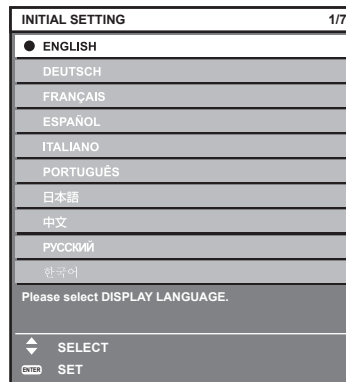 INITIAL SETTING 1/7
ENGLISH
DEUTSCH
FRANÇAIS
ESPAÑOL
ITALIANO
PORTUGUÊS
日本語
中文
РУССКИЙ
한국어
Please select DISPLAY LANGUAGE.
SELECT
ENTER SET